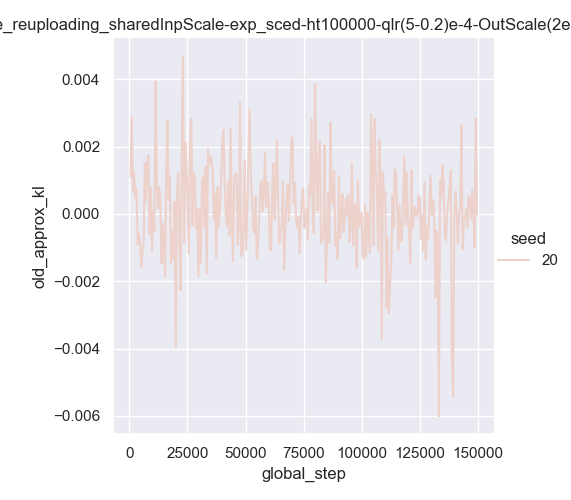 e_reuploading_sharedInpScale-exp_sced-ht100000-qlr(5-0.2)e-4-OutScale(2e
0.004
0.002
0.000
−0.002
−0.004
−0.006
old_approx_kl
0 25000 50000 75000 100000 125000 150000
global_step
seed
20